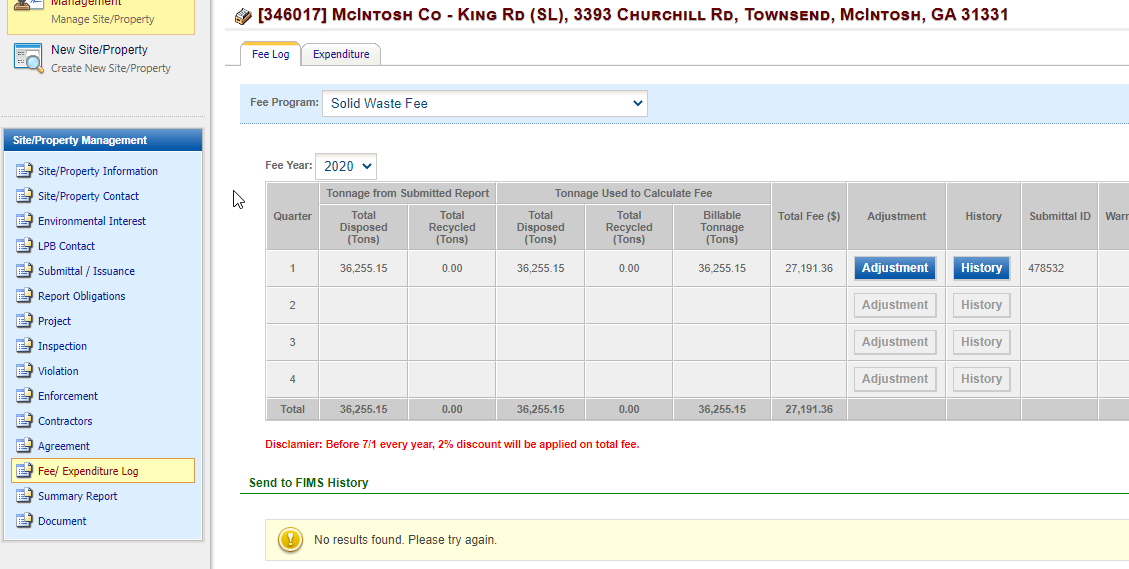 Management
Manage Site/Property
New Site/Property
Create New Site/Property
Site/Property Management
Site/Property Information
Site/Property Contact
Environmental Interest
LPB Contact
Submittal / Issuance
Report Obligations
Project
Inspection
Violation
Enforcement
Contractors
Agreement
Fee/ Expenditure Log
Summary Report
Document
[346017] McIntosh Co - King Rd (SL), 3393 Churchill Rd, Townsend, McIntosh, GA 31331
Fee Log Expenditure
Fee Program: Solid Waste Fee
Fee Year: 2020
Tonnage from Submitted Report Tonnage Used to Calculate Fee
Quarter Total Disposed (Tons) Total Recycled (Tons) Total Disposed (Tons) Total Recycled (Tons) Billable Tonnage (Tons) Total Fee ($) Adjustment History Submittal ID Warr
1 36,255.15 0.00 36,255.15 0.00 36,255.15 27,191.36 Adjustment History 478532
2 Adjustment History
3 Adjustment History
4 Adjustment History
Total 36,255.15 0.00 36,255.15 0.00 36,255.15 27,191.36
Disclamier: Before 7/1 every year, 2% discount will be applied on total fee.
Send to FIMS History
No results found. Please try again.